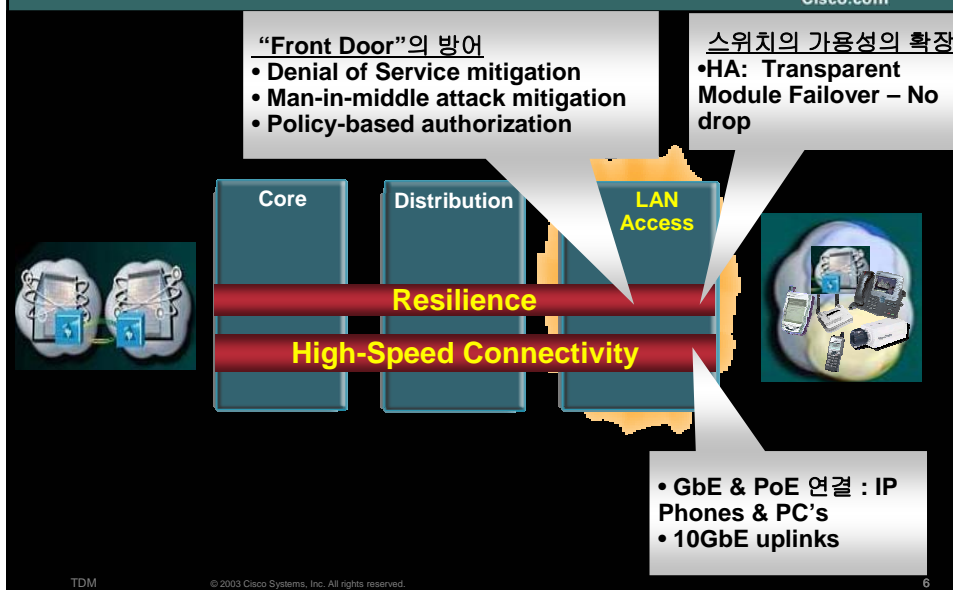 Cisco.com
“Front Door”의 방어
• Denial of Service mitigation
• Man-in-middle attack mitigation
• Policy-based authorization
스위치의 가용성의 확장
•HA: Transparent
Module Failover – No
drop
Core
Distribution
LAN
Access
Resilience
High-Speed Connectivity
• GbE & PoE 연결 : IP
Phones & PC’s
• 10GbE uplinks
TDM
© 2003 Cisco Systems, Inc. All rights reserved.
6